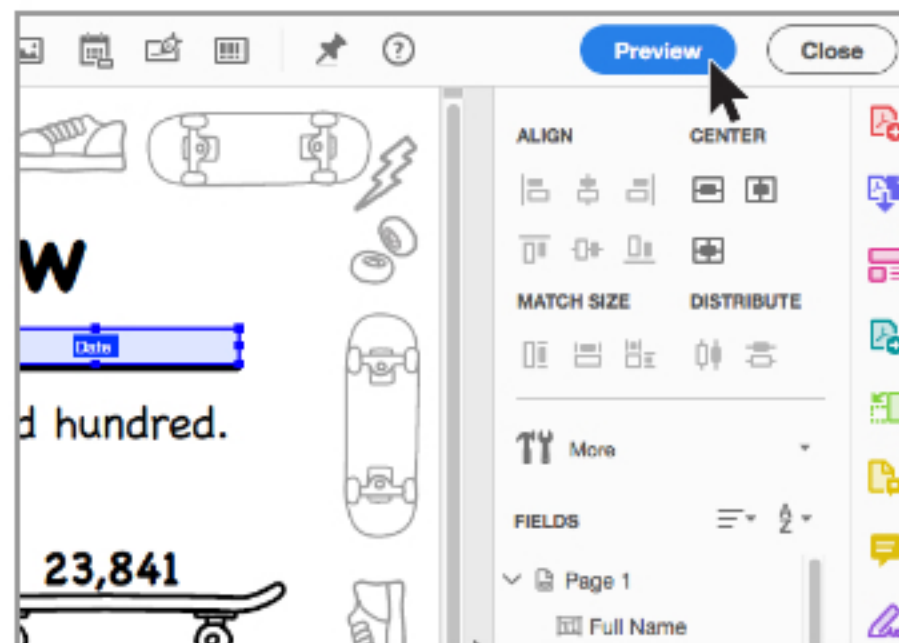 Preview
Close
ALIGN
CENTER
w
Date
MATCH SIZE
DISTRIBUTE
d hundred.
More
FIELDS
A
Z
23,841
Page 1
Full Name